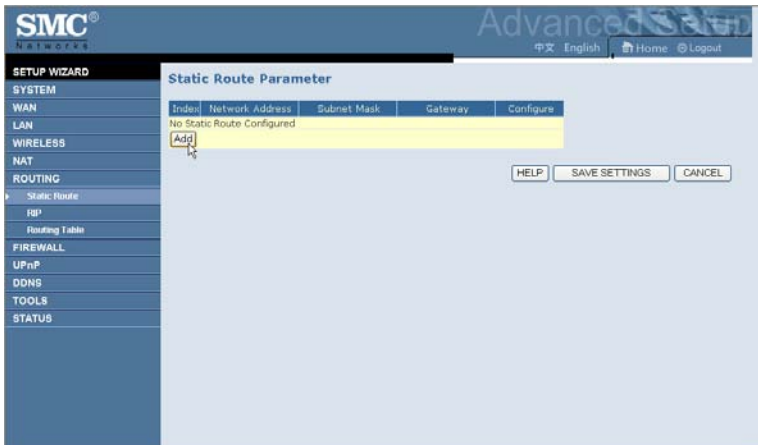 SMC®
Networks
Advanced Setup
中文 English Home Logout
SETUP WIZARD
SYSTEM
WAN
LAN
WIRELESS
NAT
ROUTING
Static Route
RIP
Routing Table
FIREWALL
UPnP
DDNS
TOOLS
STATUS
Static Route Parameter
Index Network Address Subnet Mask Gateway Configure
No Static Route Configured
Add
HELP SAVE SETTINGS CANCEL